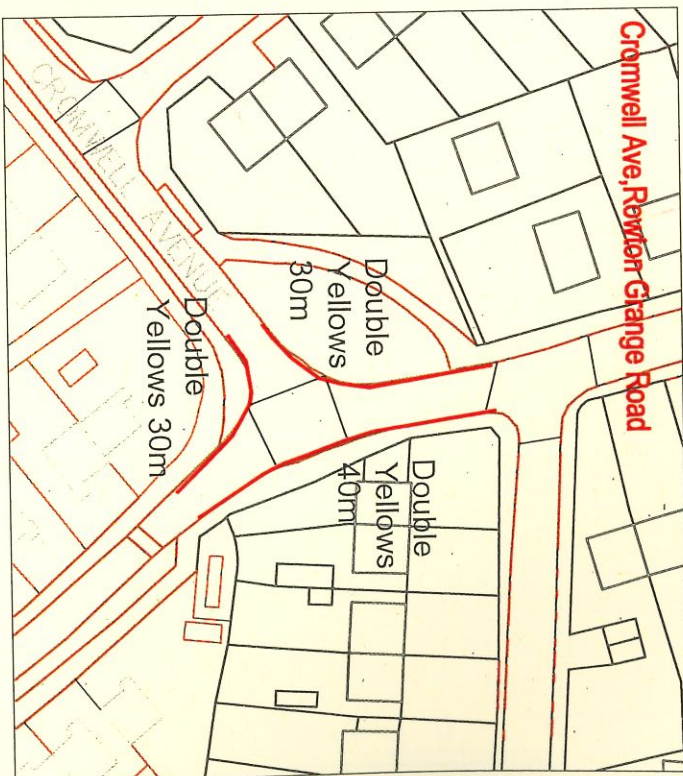 Cromwell Ave,Rowton Grange Road
CROMWELL AVENUE
Double
Yellows
30m
Double
Yellows 30m
Double
Yellows
40m